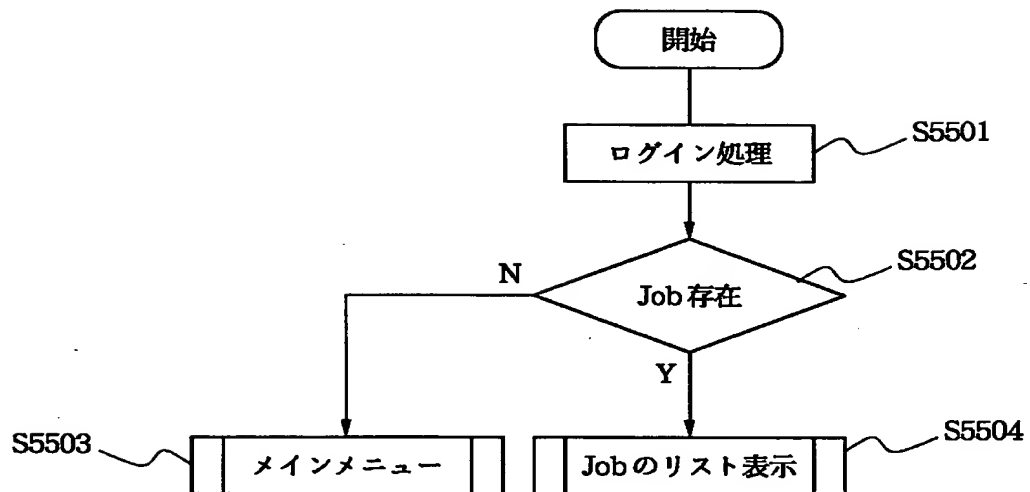 開始
ログイン処理
S5501
N
Job存在
S5502
Y
S5503
メインメニュー
Jobのリスト表示
S5504